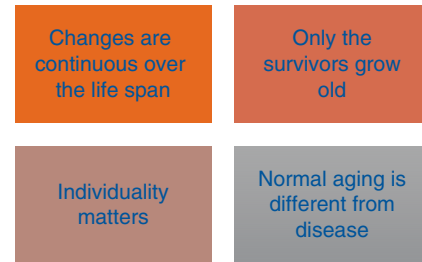 Changes are
continuous over
the life span
Only the
survivors grow
old
Individuality
matters
Normal aging is
different from
disease